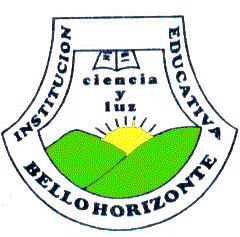 INSTITUCION
EDUCATIVA
ciencia
y
luz
BELLO HORIZONTE